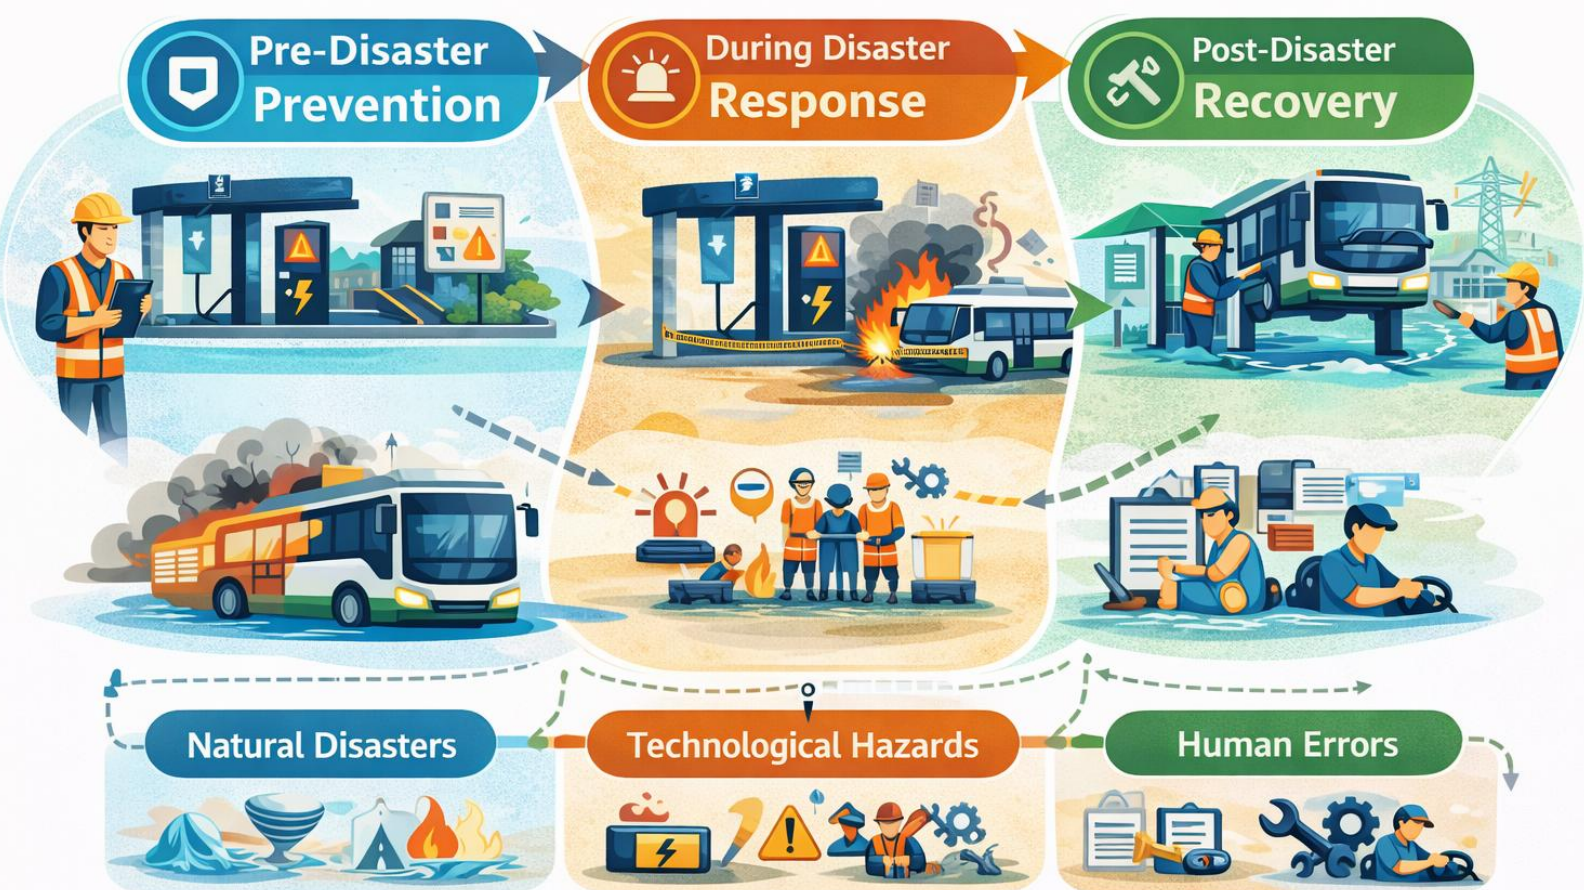 Pre-Disaster
Prevention
During Disaster
Response
Post-Disaster
Recovery
Natural Disasters
Technological Hazards
Human Errors